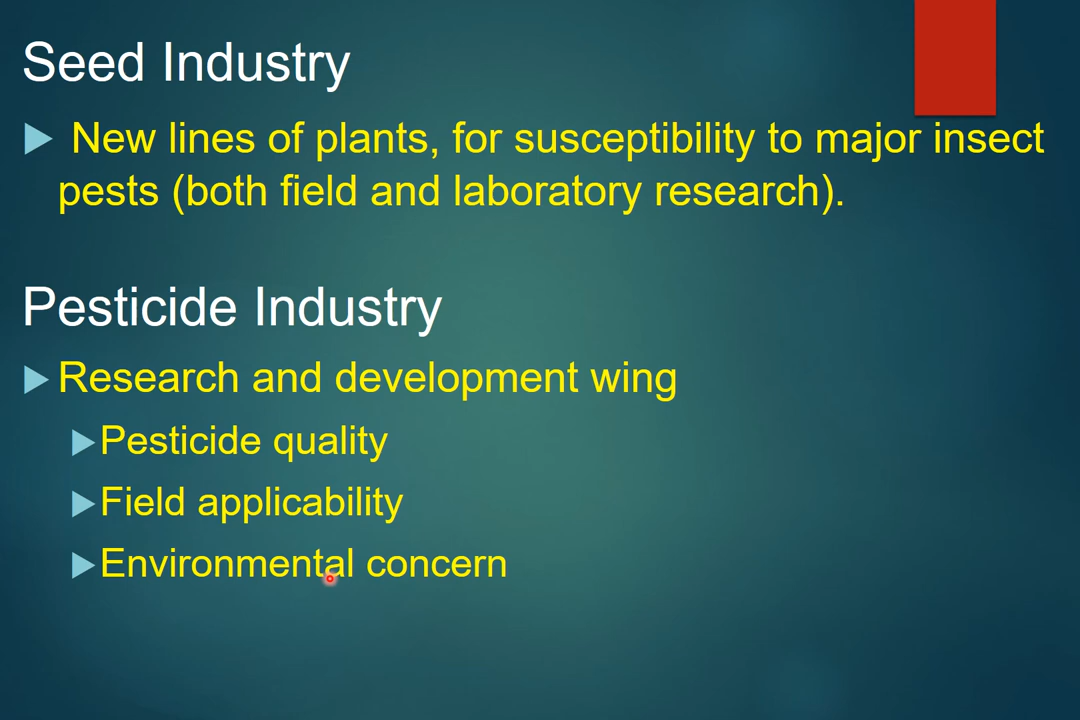 Seed Industry
New lines of plants, for susceptibility to major insect
pests (both field and laboratory research).
Pesticide Industry
Research and development wing
Pesticide quality
Field applicability
Environmental concern